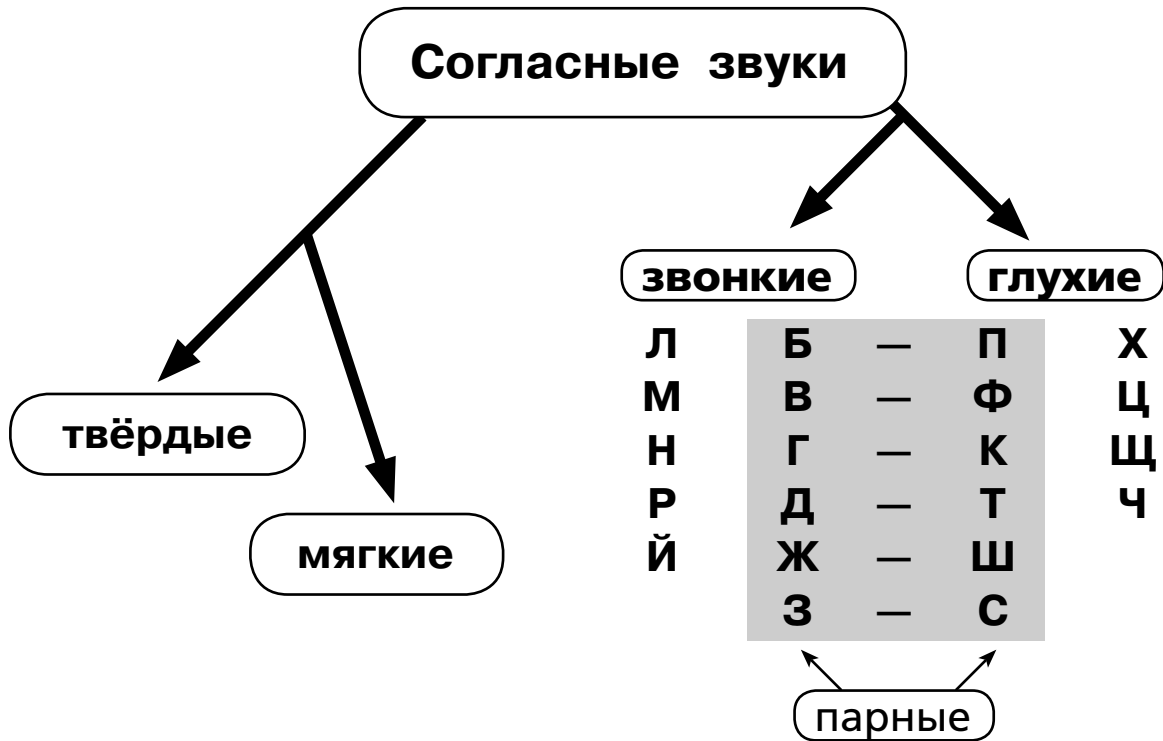 Согласные звуки
звонкие глухие
Л Б — П Х
М В — Ф Ц
Н Г — К Щ
Р Д — Т Ч
Й Ж — Ш
З — С
парные
твёрдые
мягкие